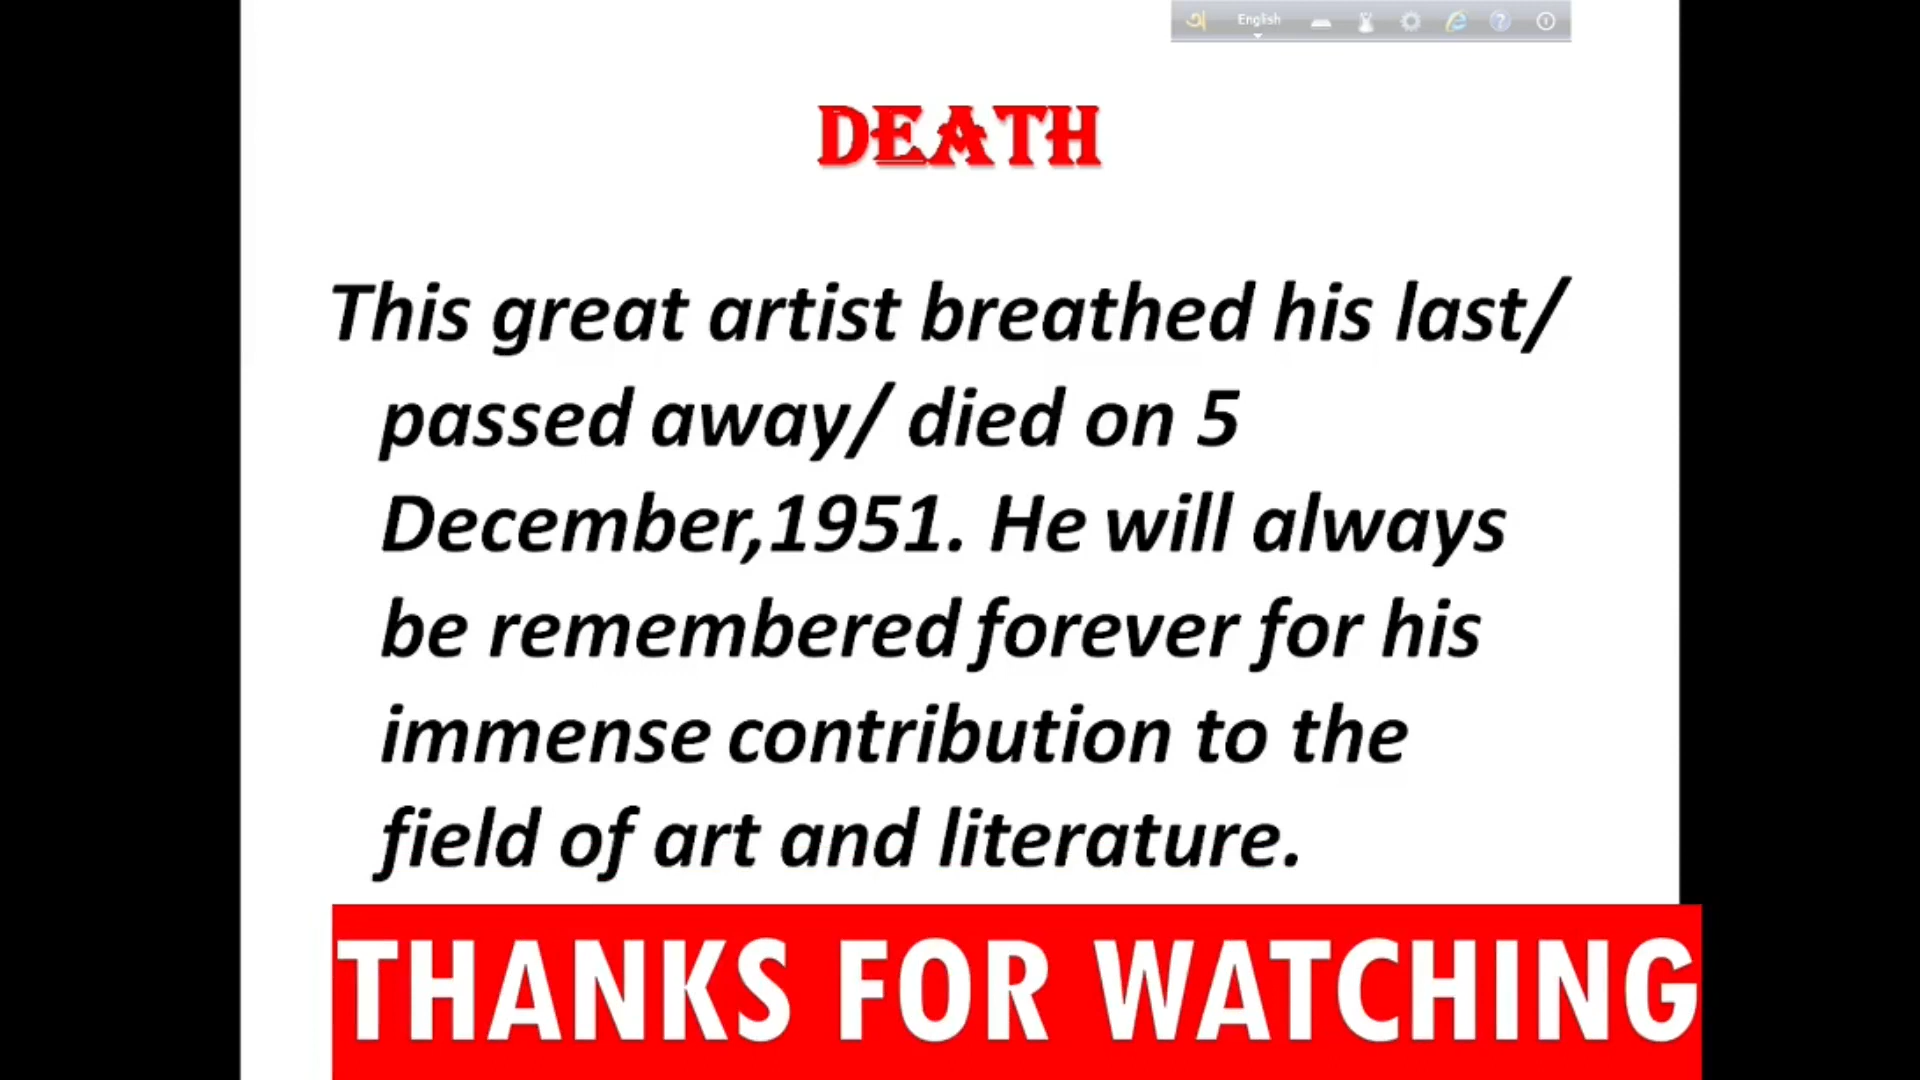 অ English
DEATH
This great artist breathed his last/
passed away/ died on 5
December,1951. He will always
be remembered forever for his
immense contribution to the
field of art and literature.
THANKS FOR WATCHING